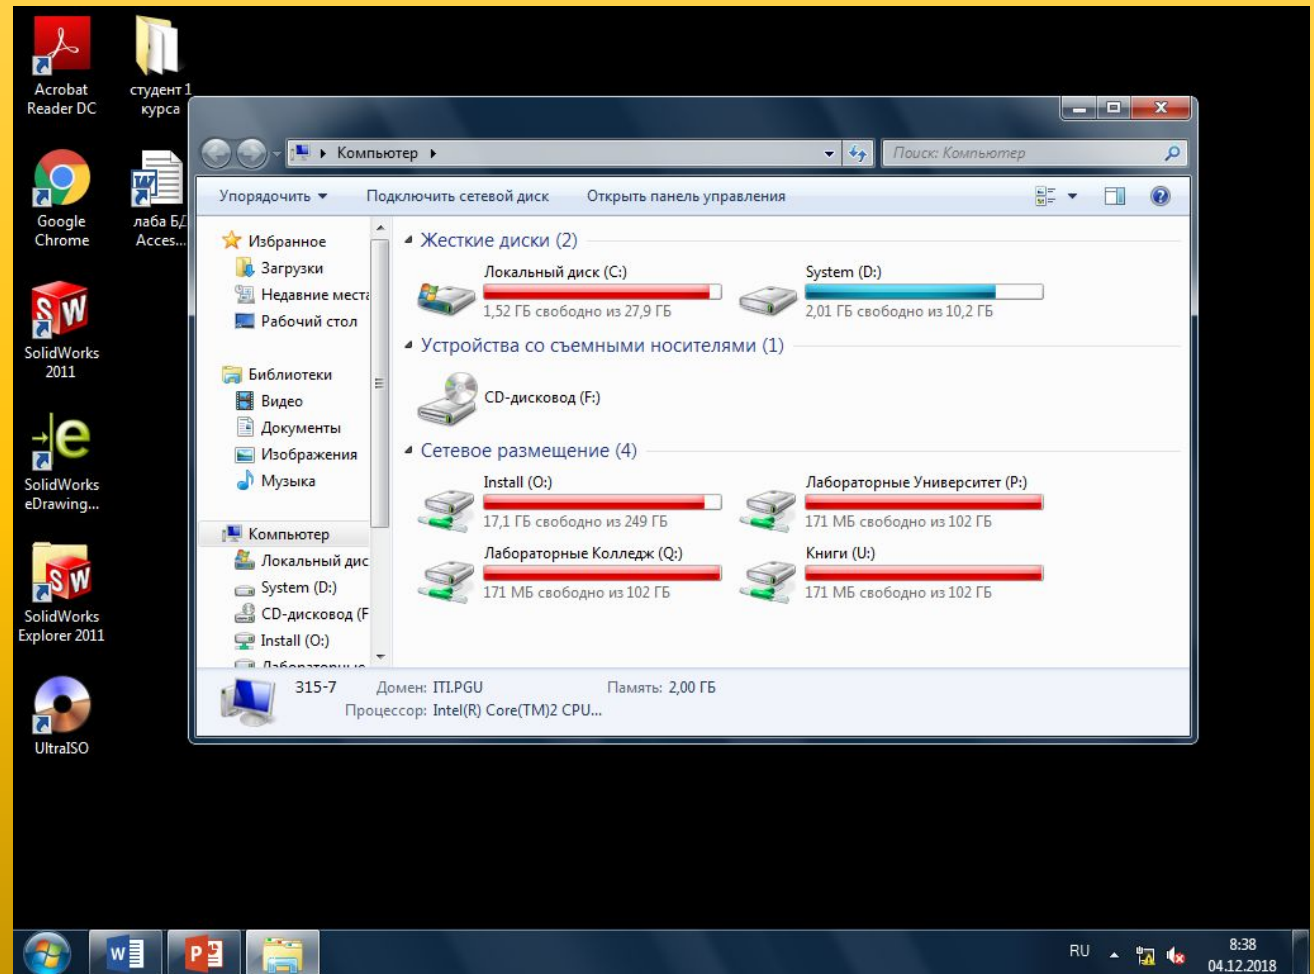 Acrobat
Reader DC
студент 1
курса
Google
Chrome
лаба БД
Acces...
SolidWorks
2011
SolidWorks
eDrawing...
SolidWorks
Explorer 2011
UltraISO
Компьютер
Поиск: Компьютер
Упорядочить Подключить сетевой диск Открыть панель управления
Избранное
Загрузки
Недавние места
Рабочий стол
Библиотеки
Видео
Документы
Изображения
Музыка
Компьютер
Локальный дис
System (D:)
CD-дисковод (F
Install (O:)
Лабораторные
Жесткие диски (2)
Локальный диск (C:)
1,52 ГБ свободно из 27,9 ГБ
System (D:)
2,01 ГБ свободно из 10,2 ГБ
Устройства со съемными носителями (1)
CD-дисковод (F:)
Сетевое размещение (4)
Install (O:)
17,1 ГБ свободно из 249 ГБ
Лабораторные Университет (P:)
171 МБ свободно из 102 ГБ
Лабораторные Колледж (Q:)
171 МБ свободно из 102 ГБ
Книги (U:)
171 МБ свободно из 102 ГБ
315-7 Домен: ITI.PGU Память: 2,00 ГБ
Процессор: Intel(R) Core(TM)2 CPU...
RU
8:38
04.12.2018